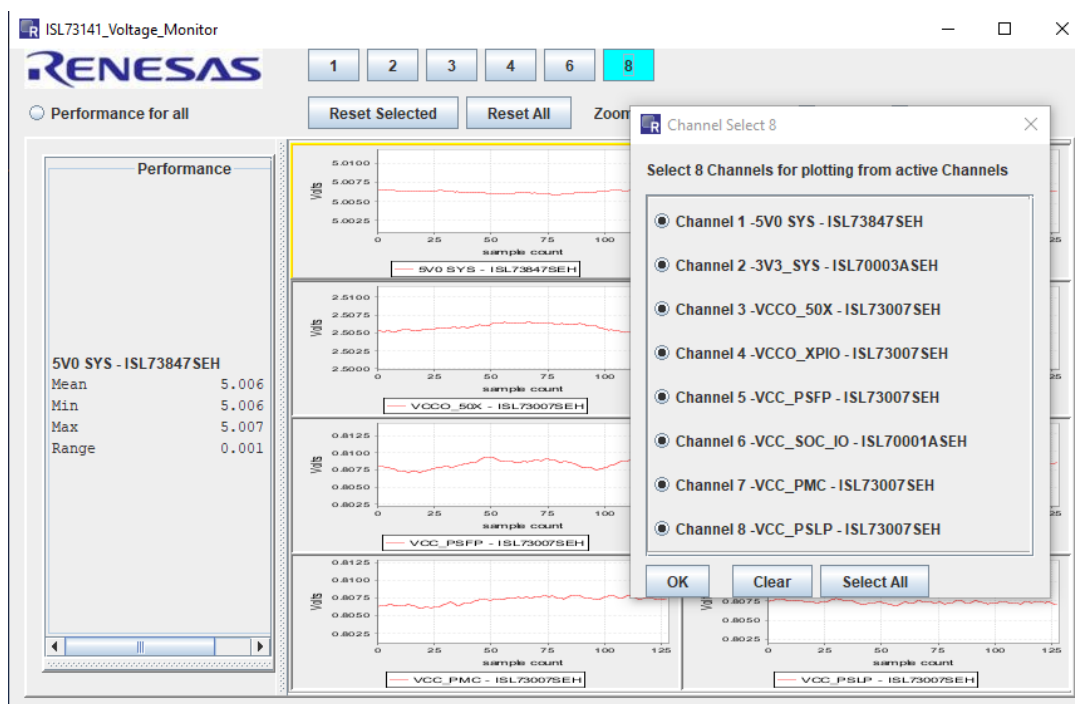 ISL73141_Voltage_Monitor
RENESAS
1 2 3 4 6 8
Performance for all
Reset Selected Reset All Zoom
Performance
5V0 SYS - ISL73847SEH
Mean 5.006
Min 5.006
Max 5.007
Range 0.001
5.0100
5.0075
5.0050
5.0025
Volts
0 25 50 75 100
sample count
5V0 SYS - ISL73847SEH
2.5100
2.5075
2.5050
2.5025
2.5000
Volts
0 25 50 75 100
sample count
VCCO_50X - ISL73007SEH
0.8125
0.8100
0.8075
0.8050
0.8025
Volts
0 25 50 75 100
sample count
VCC_PSFP - ISL73007SEH
0.8125
0.8100
0.8075
0.8050
0.8025
Volts
0 25 50 75 100 125
sample count
VCC_PMC - ISL73007SEH
0.8075
0.8050
0.8025
0 25 50 75 100 125
sample count
VCC_PSLP - ISL73007SEH
25
25
25
Channel Select 8
Select 8 Channels for plotting from active Channels
Channel 1 -5V0 SYS - ISL73847SEH
Channel 2 -3V3_SYS - ISL70003ASEH
Channel 3 -VCCO_50X - ISL73007SEH
Channel 4 -VCCO_XPIO - ISL73007SEH
Channel 5 -VCC_PSFP - ISL73007SEH
Channel 6 -VCC_SOC_IO - ISL70001ASEH
Channel 7 -VCC_PMC - ISL73007SEH
Channel 8 -VCC_PSLP - ISL73007SEH
OK Clear Select All